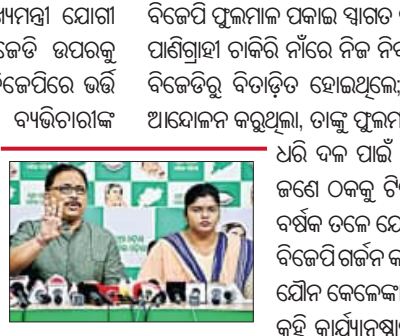 ଖ୍ୟମନ୍ତ୍ରୀ ଯୋଗୀ
ଜେଡି ଉପରକୁ
ଜେପିରେ ଭର୍ତ୍ତି
ବ୍ୟଭିଚାରୀଙ୍କ
ବିଜେପି ଫୁଲମାଳ ପକାଇ ସ୍ୱାଗତ
ପାଣିଗ୍ରାହୀ ଚାକିରି ନାଁରେ ନିଜ
ବିଜେଡିରୁ ବିତାଡ଼ିତ ହୋଇଥିଲେ;
ଆନ୍ଦୋଳନ କରୁଥିଲା, ତାଙ୍କୁ
ଧରି ଦଳ ପାଇଁ
ଜଣେ ଠକକୁ
ବର୍ଷକ ତଳେ
ବିଜେପି ଗର୍ଜନ
ଯୌନ
କହି